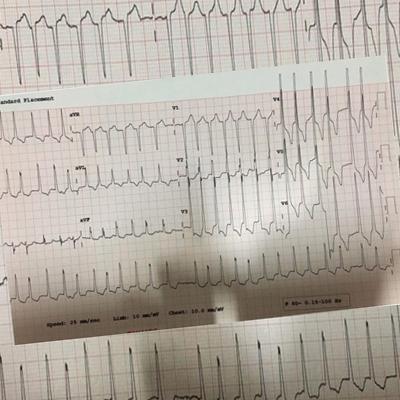 Standard Placement
aVR
V1
V4
aVL
V2
V5
aVF
V3
V6
Speed: 25 mm/sec Limb: 10 mm/mV Chest: 10.0 mm/mV
F 60~ 0.15-100 Hz